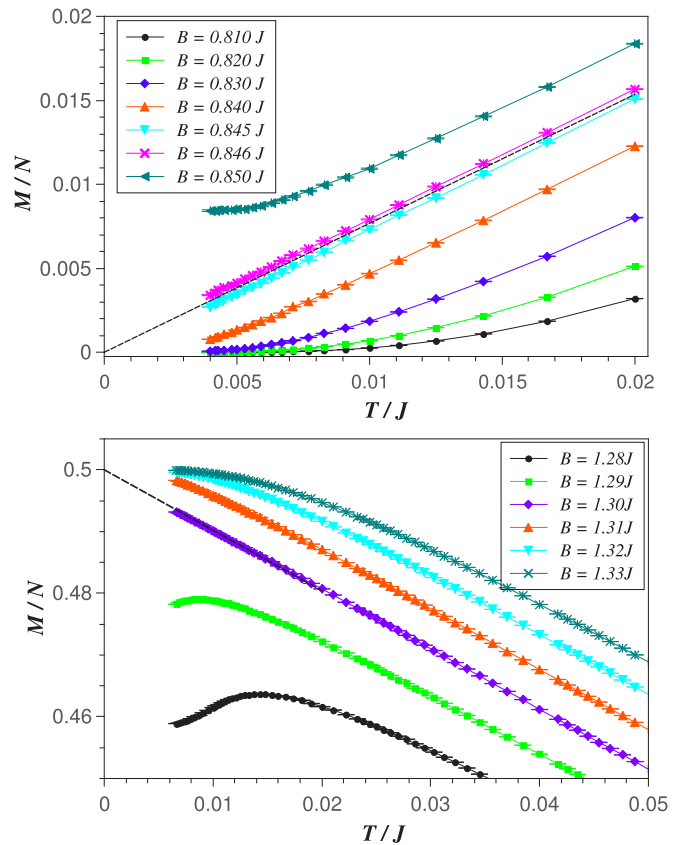 0.02
0.015
0.01
0.005
0
M / N
B = 0.810 J
B = 0.820 J
B = 0.830 J
B = 0.840 J
B = 0.845 J
B = 0.846 J
B = 0.850 J
0 0.005 0.01 0.015 0.02
T / J
0.5
0.48
0.46
M / N
B = 1.28J
B = 1.29J
B = 1.30J
B = 1.31J
B = 1.32J
B = 1.33J
0 0.01 0.02 0.03 0.04 0.05
T / J